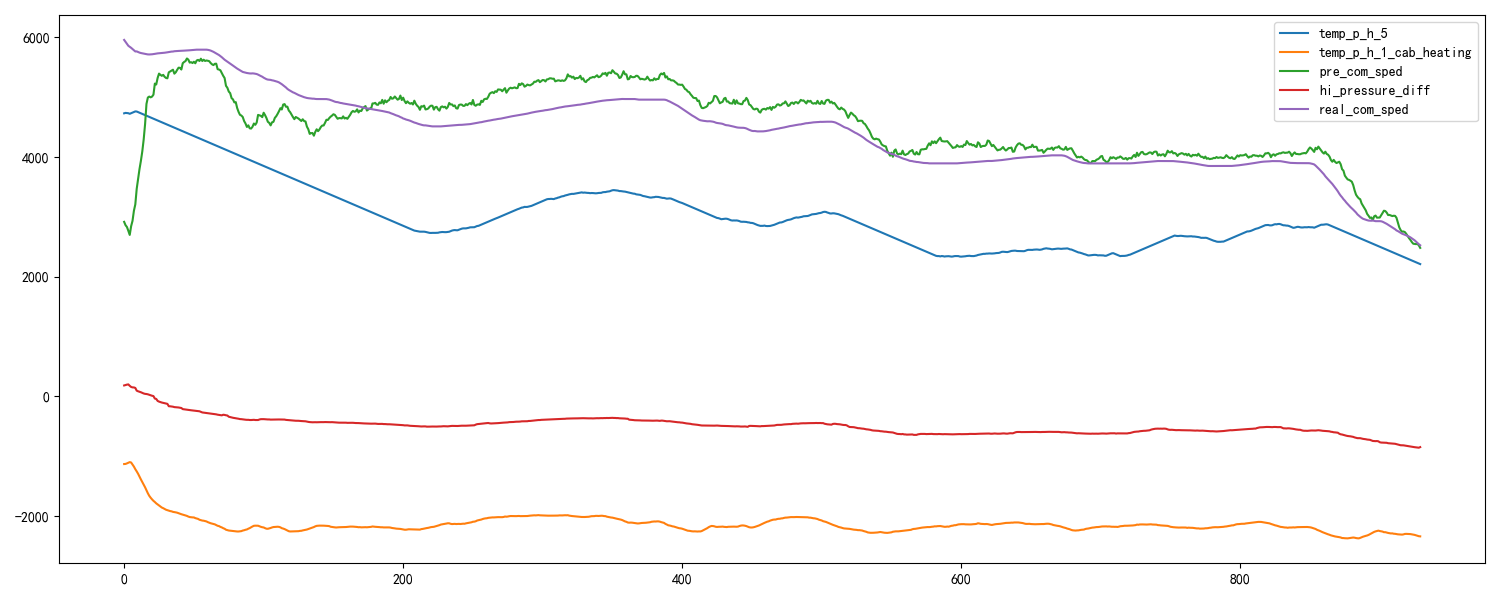 6000
4000
2000
0
−2000
0
200
400
600
800
temp_p_h_5
temp_p_h_1_cab_heating
pre_com_sped
hi_pressure_diff
real_com_sped